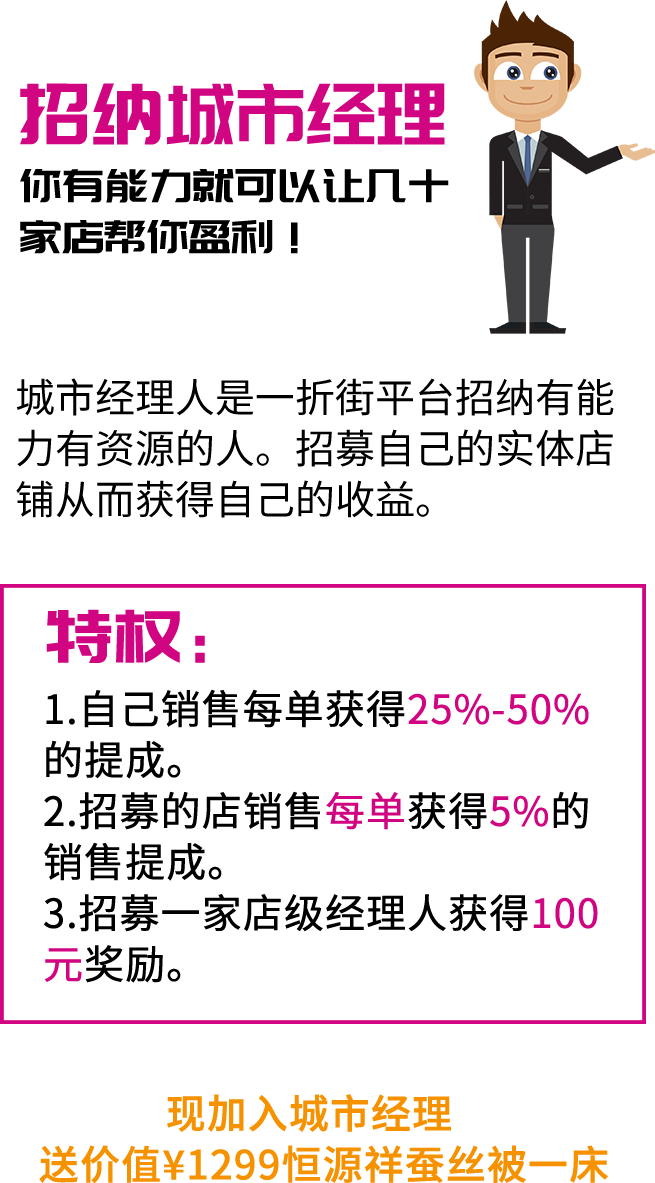 招纳城市经理
你有能力就可以让几十
家店帮你盈利！
城市经理人是一折街平台招纳有能
力有资源的人。招募自己的实体店
铺从而获得自己的收益。
特权：
1.自己销售每单获得25%-50%
的提成。
2.招募的店销售每单获得5%的
销售提成。
3.招募一家店级经理人获得100
元奖励。
现加入城市经理
送价值¥1299恒源祥蚕丝被一床